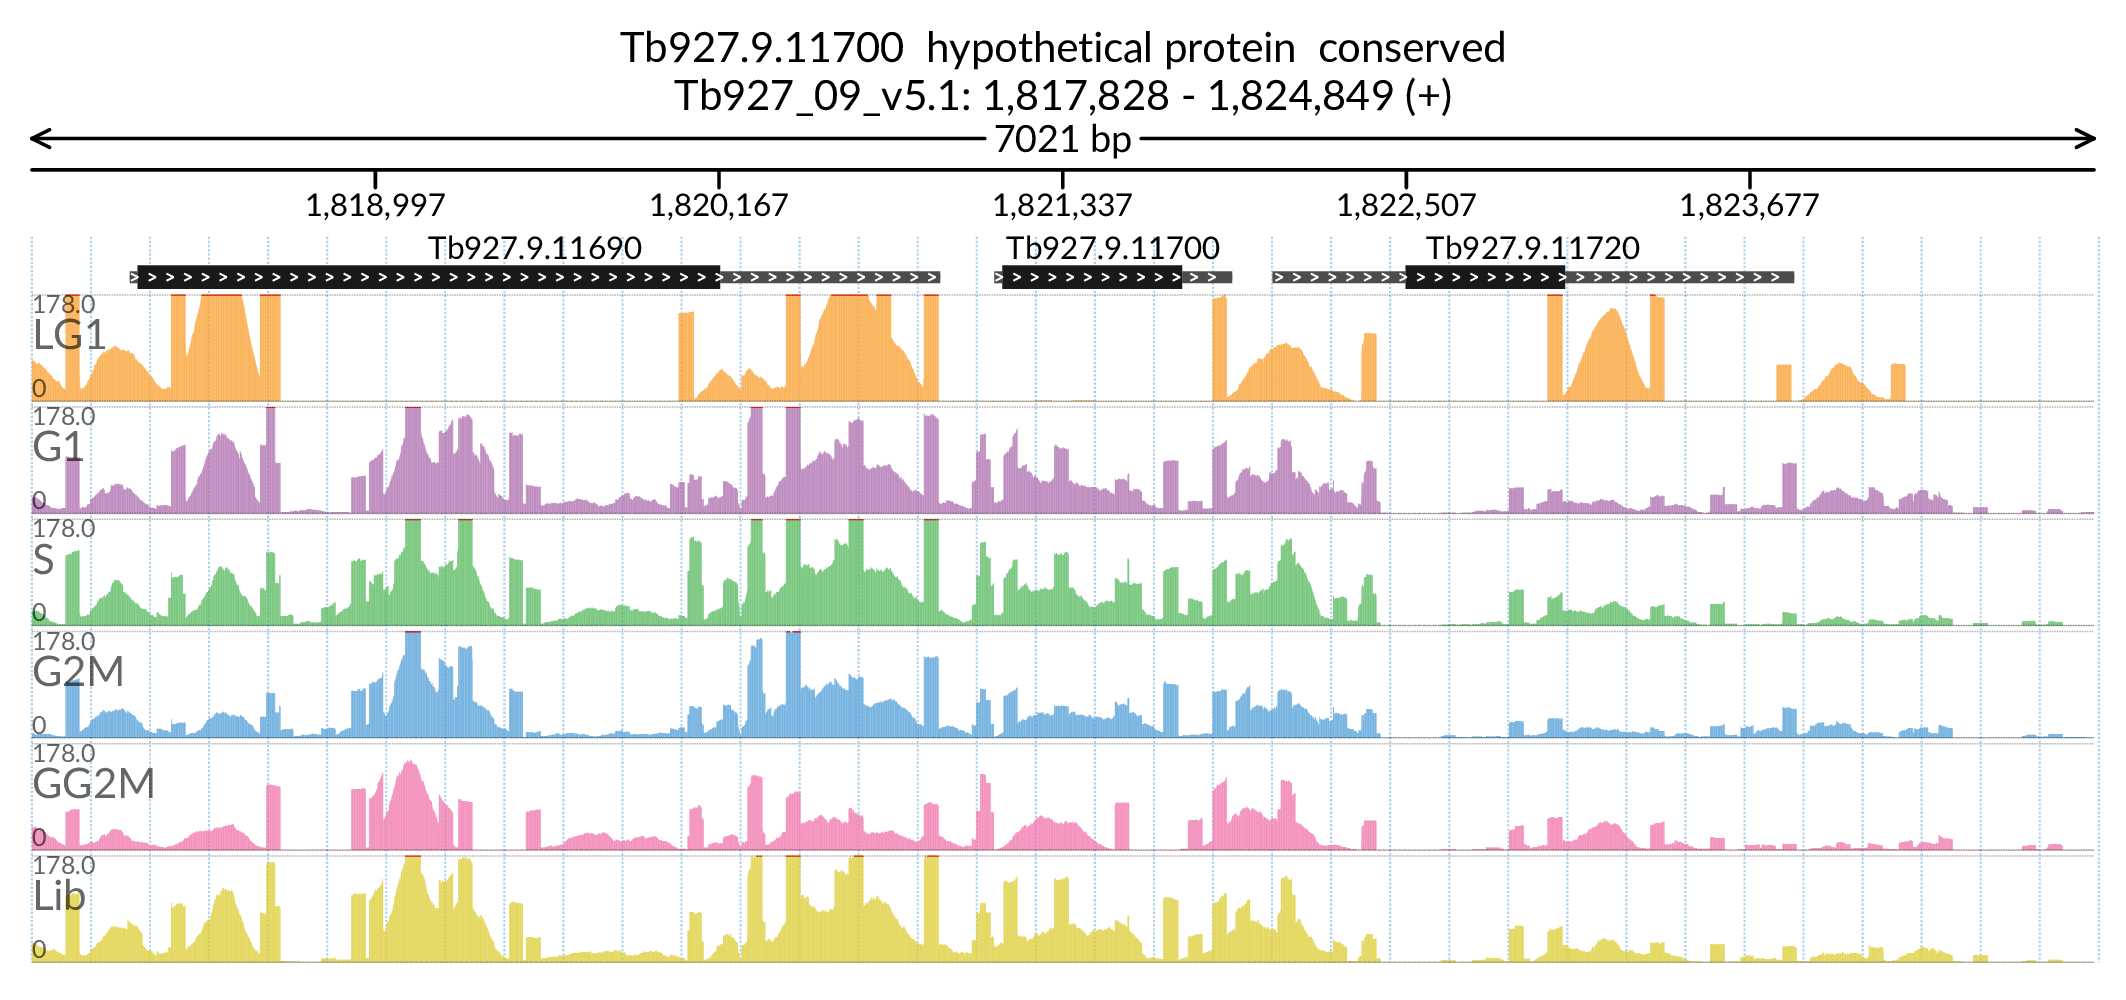 Tb927.9.11700  hypothetical protein  conserved
Tb927_09_v5.1: 1,817,828 - 1,824,849 (+)
7021 bp
1,818,997 1,820,167 1,821,337 1,822,507 1,823,677
Tb927.9.11690 Tb927.9.11700 Tb927.9.11720
178.0
LG1
0
178.0
G1
0
178.0
S
0
178.0
G2M
0
178.0
GG2M
0
178.0
Lib
0